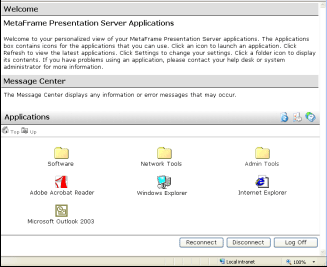 Welcome
MetaFrame Presentation Server Applications
Welcome to your personalized view of your MetaFrame Presentation Server applications. The Applications
box contains icons for the applications that you can use. Click an icon to launch an application. Click
Refresh to view the latest applications. Click Settings to change your settings. Click a folder icon to display
its contents. If you have problems using an application, please contact your help desk or system
administrator for more information.
Message Center
The Message Center displays any information or error messages that may occur.
Applications
Top Up
Software Network Tools Admin Tools
Adobe Acrobat Reader Windows Explorer Internet Explorer
Microsoft Outlook 2003
Reconnect Disconnect Log Off
Local intranet 100%